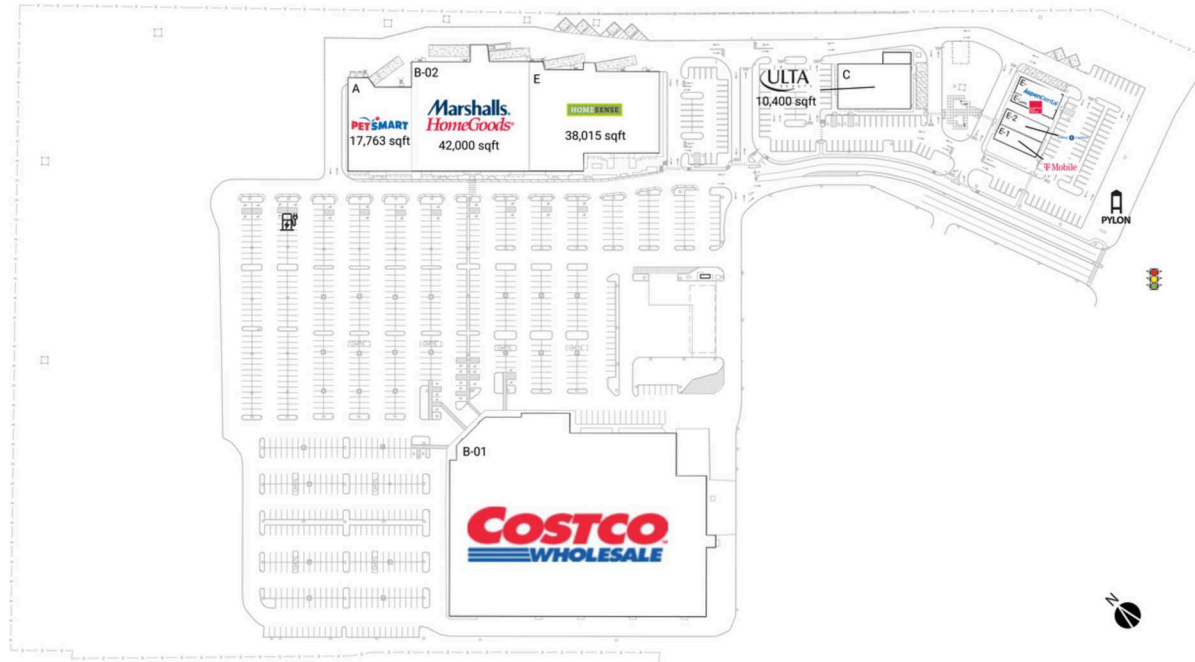 A
B-02
E
C
ULTA
10,400 sqft
PETSMART
17,763 sqft
Marshalls.
HomeGoods
42,000 sqft
HOMESENSE
38,015 sqft
AspenDental
E-2
E-1
T Mobile
PYLON
B-01
COSTCO
WHOLESALE
N